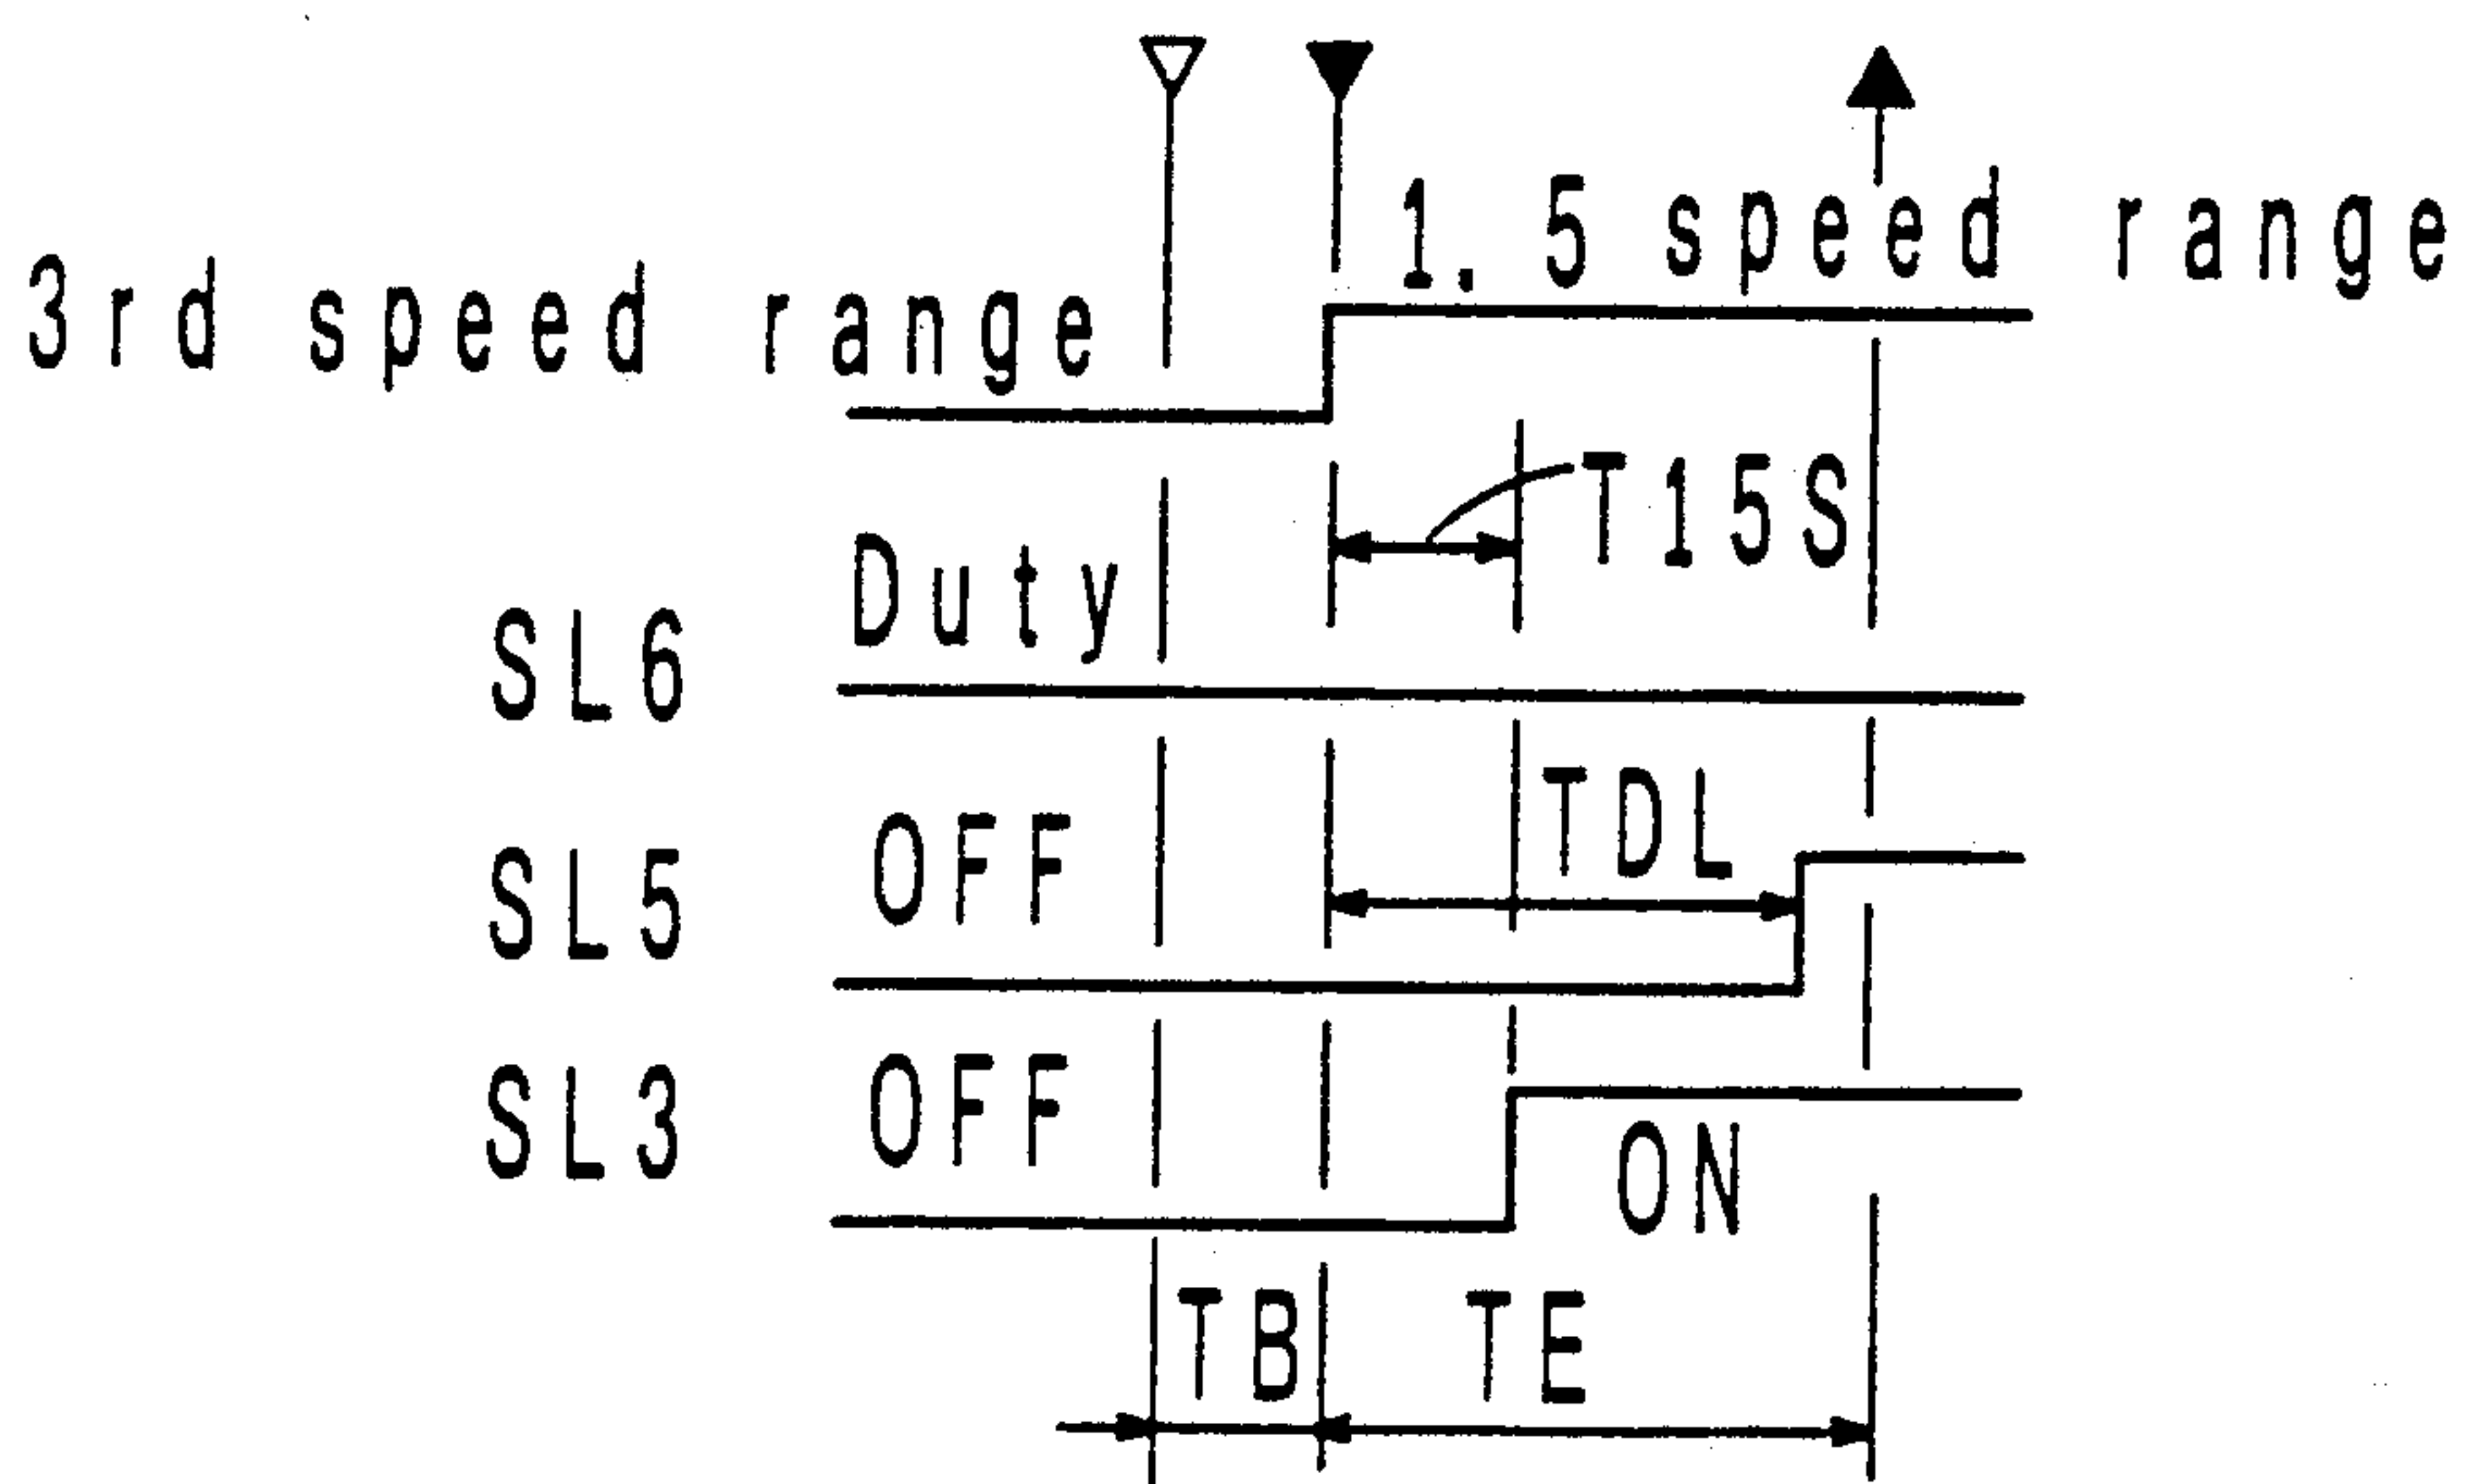 1.5 speed range
3rd speed range
T15S
Duty
SL6
TDL
OFF
SL5
OFF
SL3
ON
TB
TE